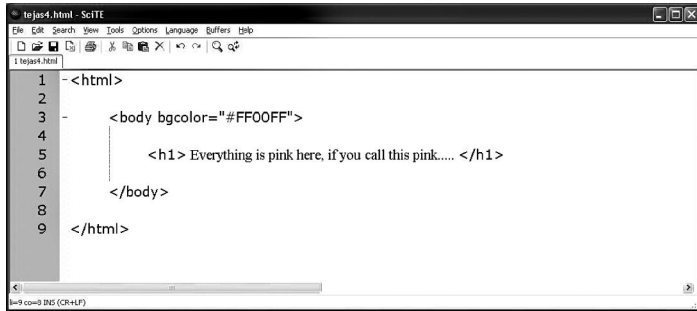 tejas4.html - SciTE
File Edit Search View Tools Options Language Buffers Help
1 tejas4.html
1 - <html>
2
3 - <body bgcolor="#FF00FF">
4
5 <h1> Everything is pink here, if you call this pink..... </h1>
6
7 </body>
8
9 </html>
li=9 co=8 INS (CR+LF)